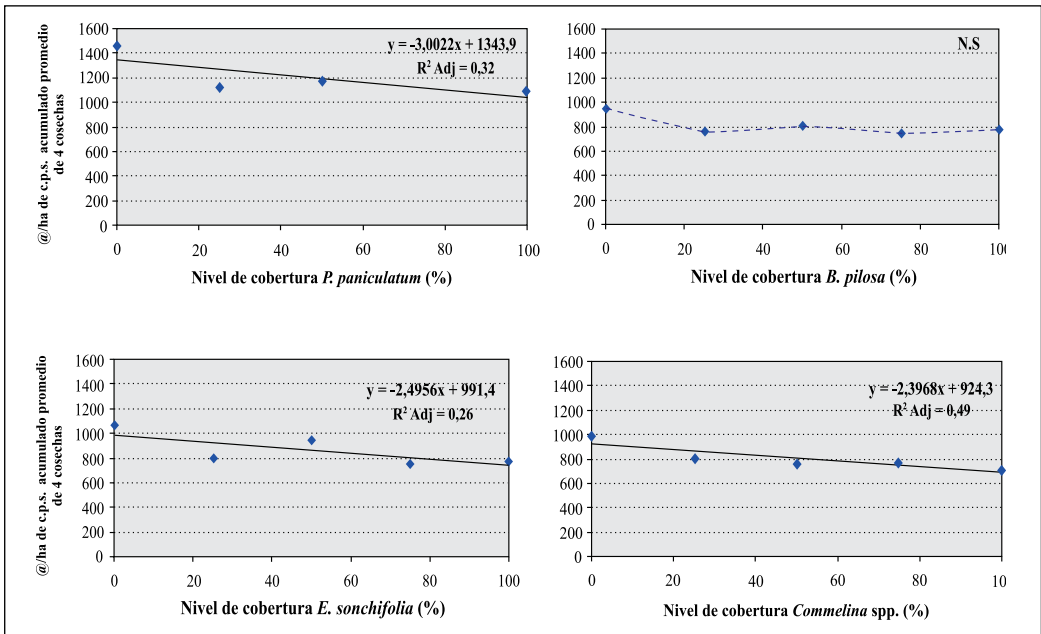 @/ha de c.p.s. acumulado promedio
de 4 cosechas
1600
1400
1200
1000
800
600
400
200
0
y = -3,0022x + 1343,9
R² Adj = 0,32
0 20 40 60 80 100
Nivel de cobertura P. paniculatum (%)
1600
1400
1200
1000
800
600
400
200
0
N.S
0 20 40 60 80 100
Nivel de cobertura B. pilosa (%)
@/ha de c.p.s. acumulado promedio
de 4 cosechas
1600
1400
1200
1000
800
600
400
200
0
y = -2,4956x + 991,4
R² Adj = 0,26
0 20 40 60 80 100
Nivel de cobertura E. sonchifolia (%)
1600
1400
1200
1000
800
600
400
200
0
y = -2,3968x + 924,3
R² Adj = 0,49
0 20 40 60 80 10
Nivel de cobertura Commelina spp. (%)